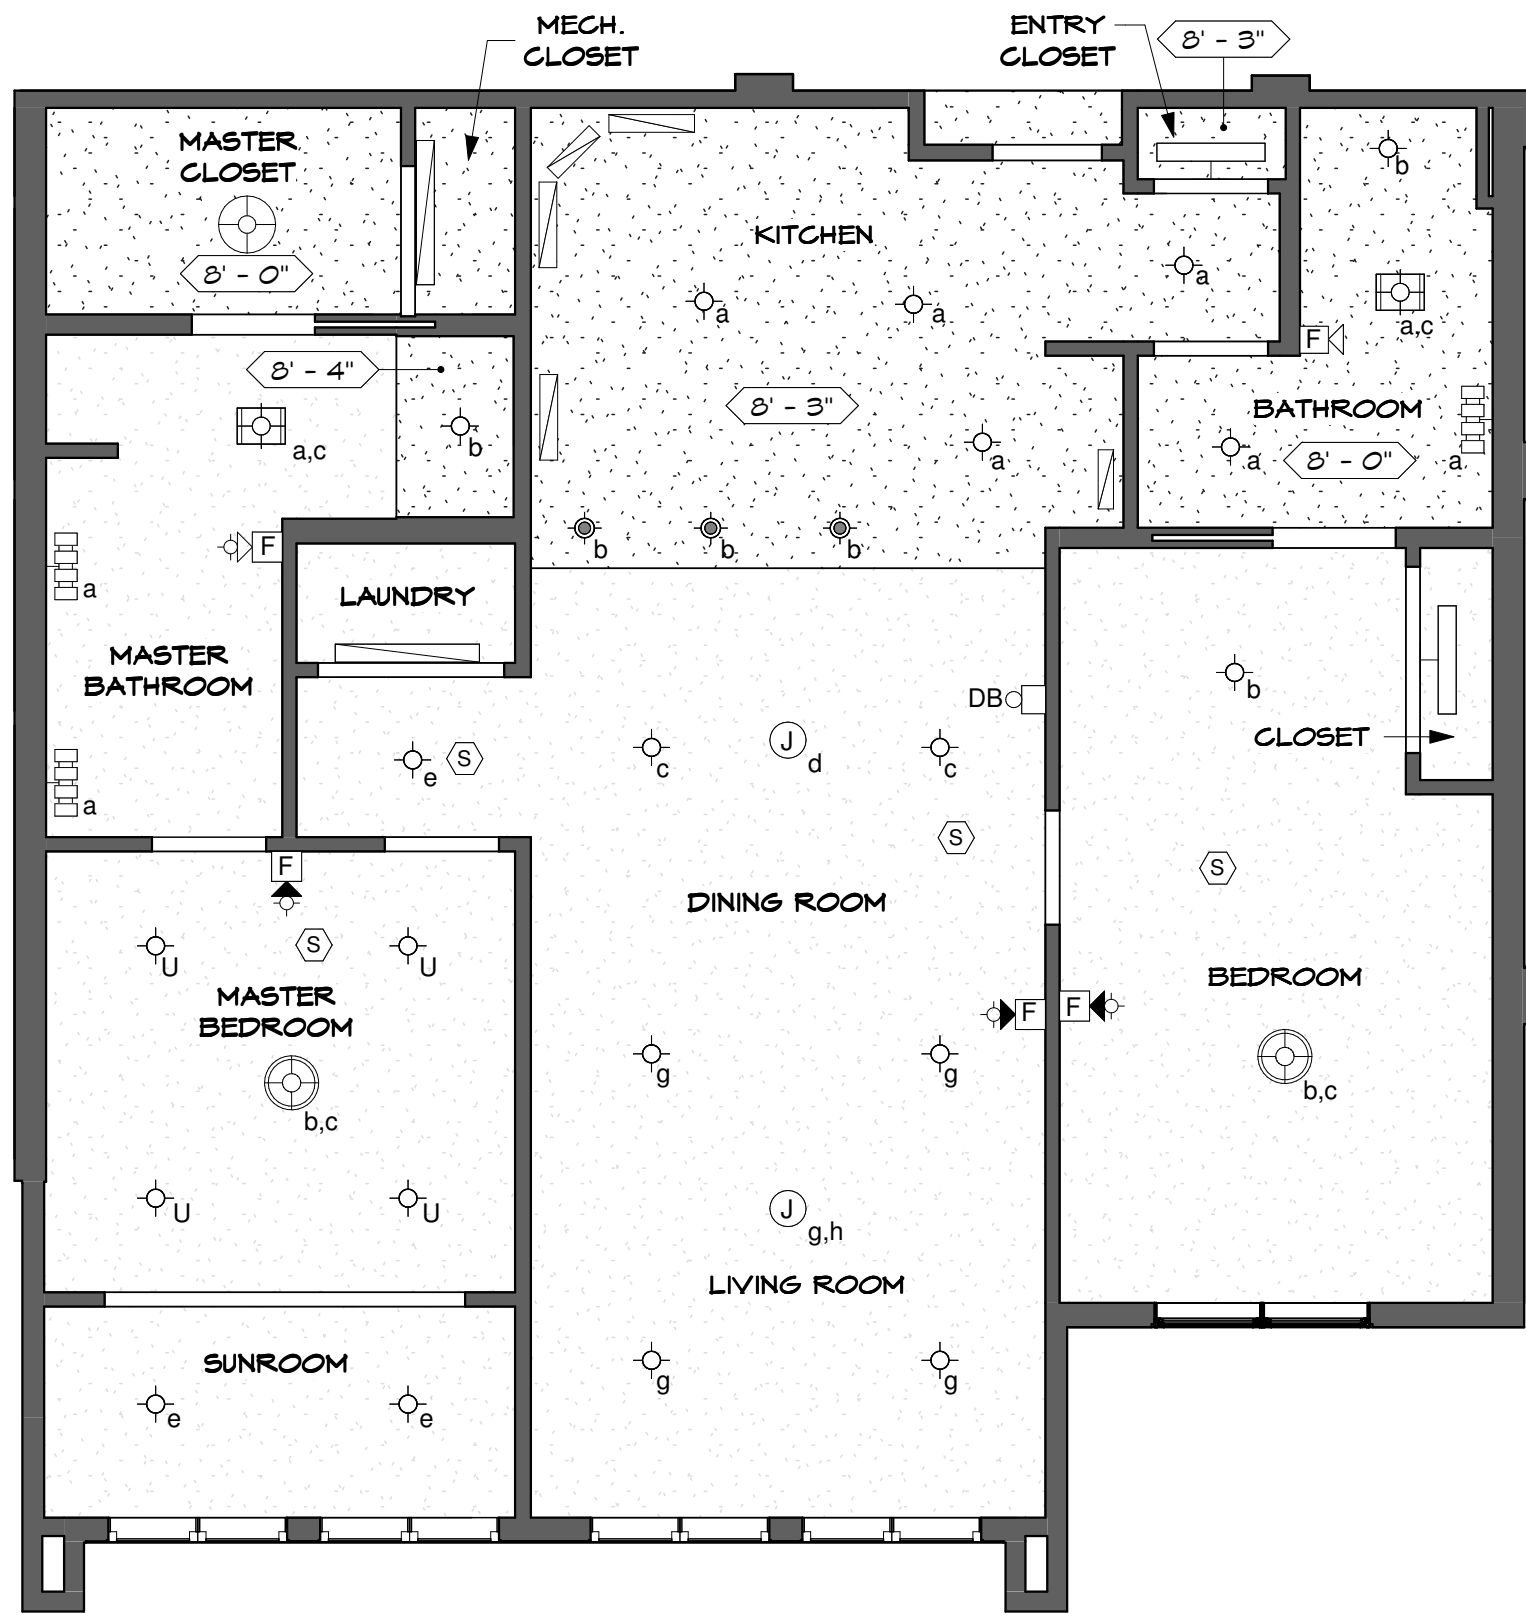 MECH.
CLOSET
ENTRY
CLOSET
8' - 3"
MASTER
CLOSET
8' - 0"
KITCHEN
b
a
a
a
a,c
F
8' - 4"
a,c
b
8' - 3"
a
BATHROOM
a
8' - 0"
a
F
b
b
b
a
LAUNDRY
MASTER
BATHROOM
DB
b
CLOSET
a
e
S
c
J
d
c
S
S
F
DINING ROOM
U
S
U
MASTER
BEDROOM
BEDROOM
F
F
b,c
g
g
b,c
U
U
J
g,h
LIVING ROOM
SUNROOM
e
e
g
g